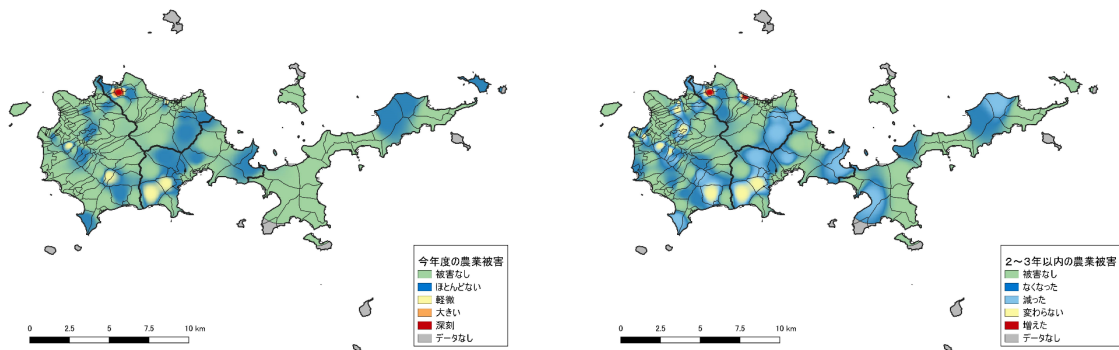 今年度の農業被害
被害なし
ほとんどない
軽微
大きい
深刻
データなし
0 2.5 5 7.5 10 km
2～3年以内の農業被害
被害なし
なくなった
減った
変わらない
増えた
データなし
0 2.5 5 7.5 10 km